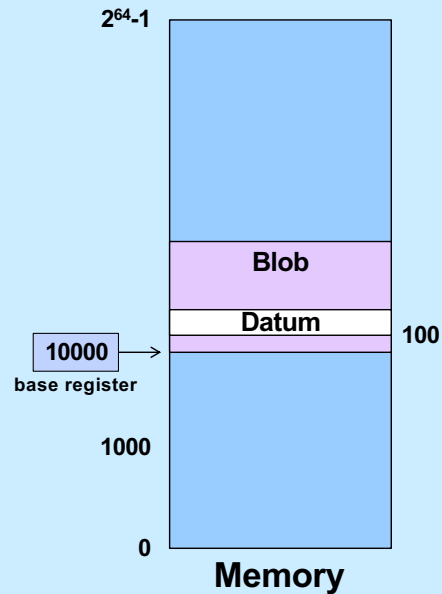 2⁶⁴-1
Blob
Datum
100
10000
base register
1000
0
Memory